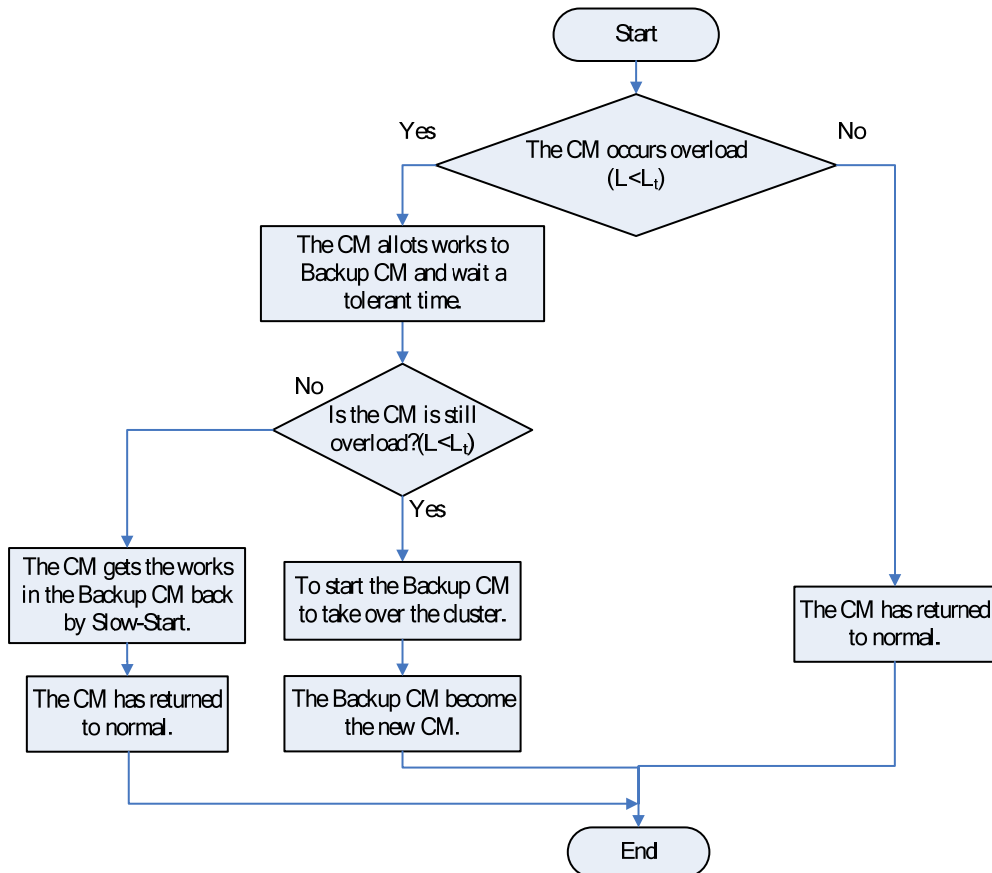 Start
Yes
No
The CM occurs overload
(L<Lₜ)
The CM allots works to
Backup CM and wait a
tolerant time.
No
Is the CM is still
overload?(L<Lₜ)
Yes
The CM gets the works
in the Backup CM back
by Slow-Start.
To start the Backup CM
to take over the cluster.
The CM has returned
to normal.
The CM has returned
to normal.
The Backup CM become
the new CM.
End